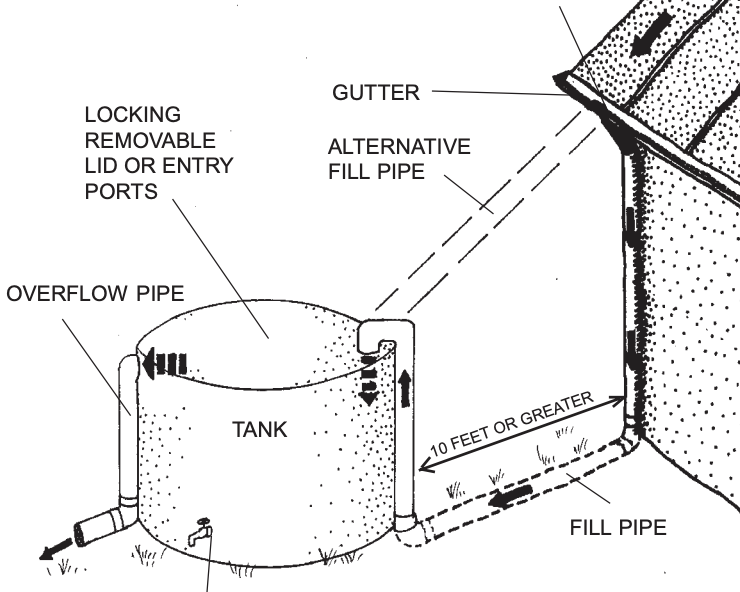 GUTTER
LOCKING
REMOVABLE
LID OR ENTRY
PORTS
ALTERNATIVE
FILL PIPE
OVERFLOW PIPE
TANK
10 FEET OR GREATER
FILL PIPE